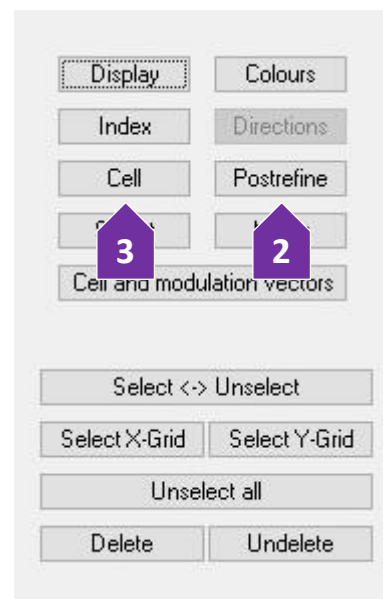 Display Colours
Index Directions
Cell Postrefine
3 2
Cell and modulation vectors
Select <-> Unselect
Select X-Grid Select Y-Grid
Unselect all
Delete Undelete